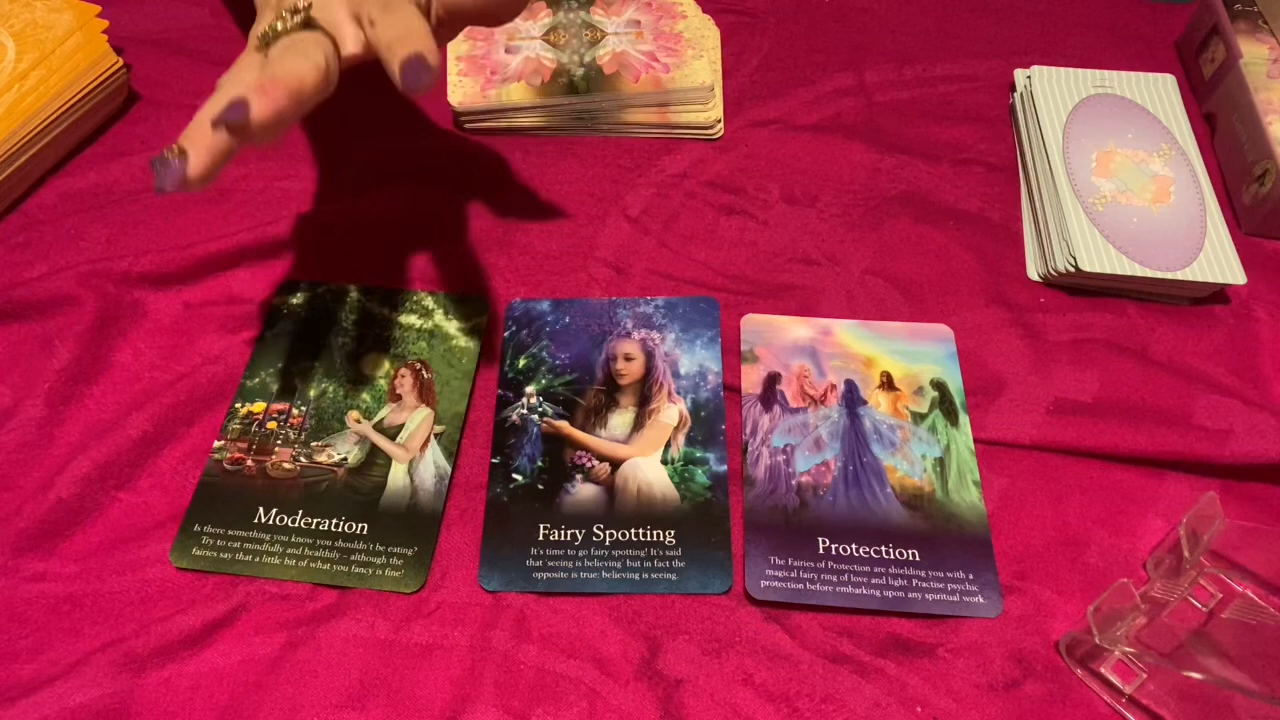 Moderation
Is there something you know you shouldn't be eating?
Try to eat mindfully and healthily – although the
fairies say that a little bit of what you fancy is fine!
Fairy Spotting
It's time to go fairy spotting! It's said
that 'seeing is believing' but in fact the
opposite is true: believing is seeing.
Protection
The Fairies of Protection are shielding you with a
magical fairy ring of love and light. Practise psychic
protection before embarking upon any spiritual work.